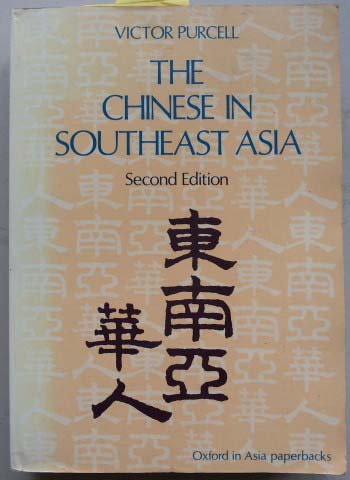 VICTOR PURCELL
THE
CHINESE IN
SOUTHEAST ASIA
Second Edition
東南亞
華人
Oxford in Asia paperbacks